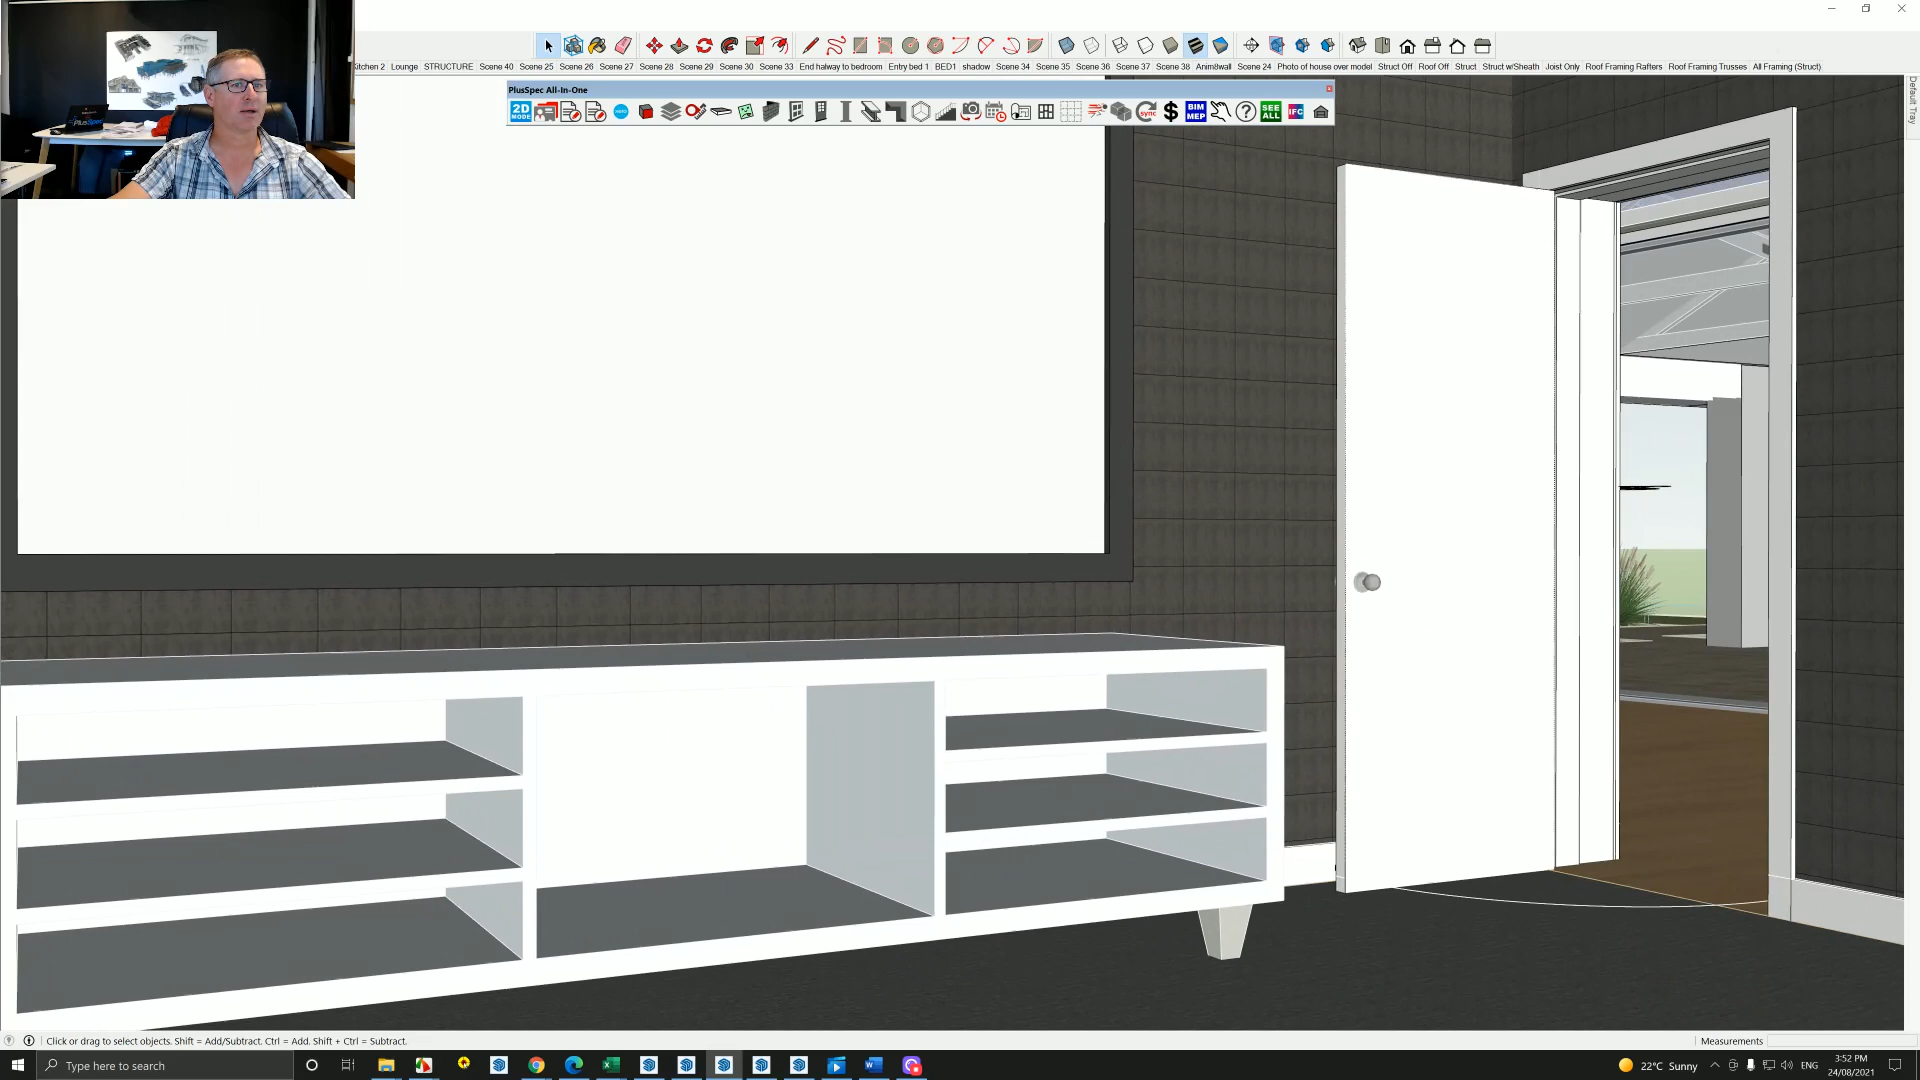 Kitchen 2 Lounge STRUCTURE Scene 40 Scene 25 Scene 26 Scene 27 Scene 28 Scene 29 Scene 30 Scene 33 End halway to bedroom Entry bed 1 BED1 shadow Scene 34 Scene 35 Scene 36 Scene 37 Scene 38 Anim8wall Scene 24 Photo of house over model Struct Off Roof Off Struct Struct w/Sheath Joist Only Roof Framing Rafters Roof Framing Trusses All Framing (Struct)
Default Tray
PlusSpec All-In-One
2D MODE
sync
$
BIM MEP
?
SEE ALL
IFC
Click or drag to select objects. Shift = Add/Subtract. Ctrl = Add. Shift + Ctrl = Subtract.
Measurements
Type here to search
22°C Sunny
ENG
3:52 PM
24/08/2021